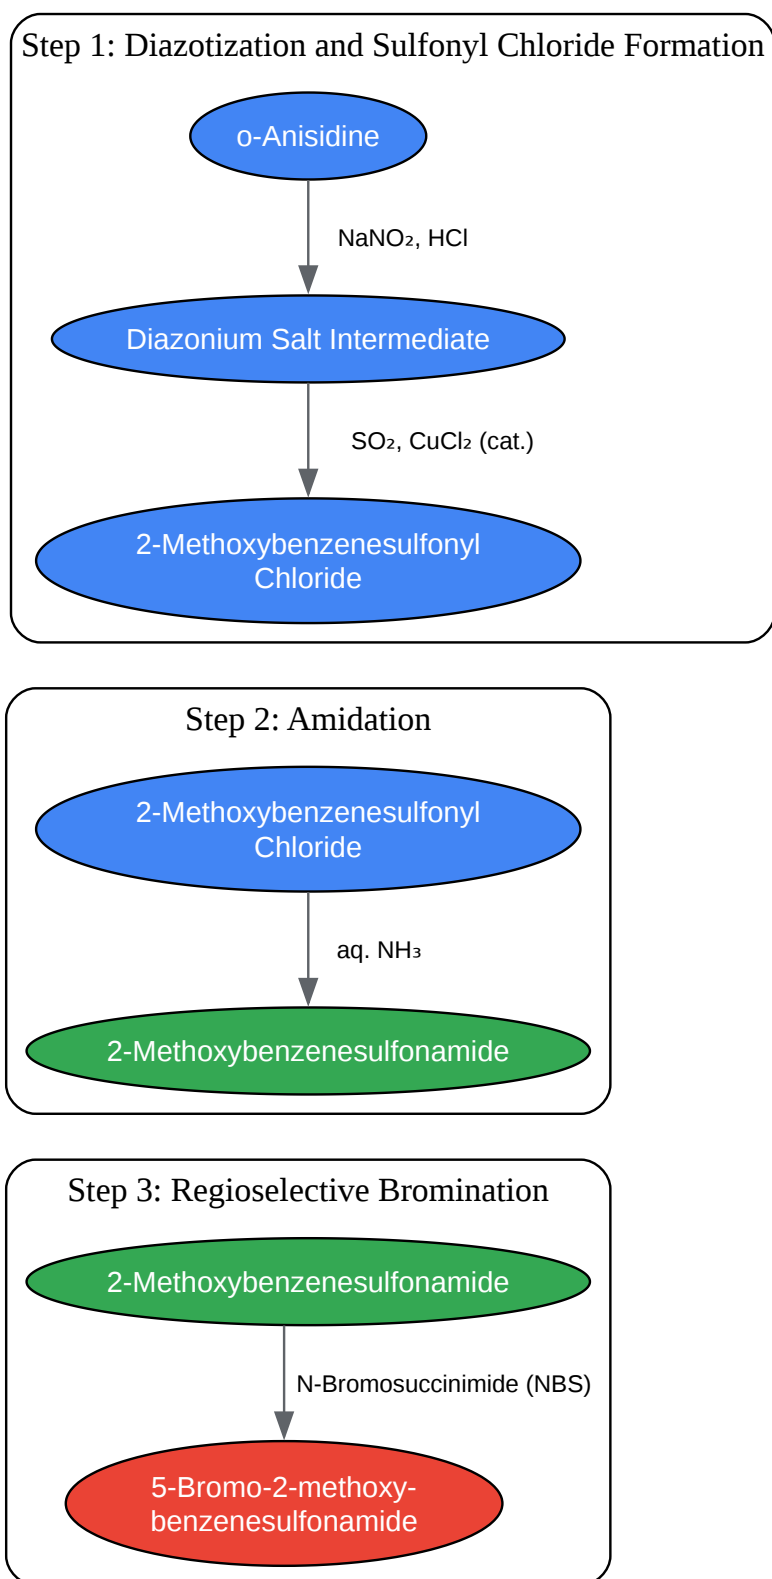 Step 1: Diazotization and Sulfonyl Chloride Formation
o-Anisidine
NaNO₂, HCl
Diazonium Salt Intermediate
SO₂, CuCl₂ (cat.)
2-Methoxybenzenesulfonyl
Chloride
Step 2: Amidation
2-Methoxybenzenesulfonyl
Chloride
aq. NH₃
2-Methoxybenzenesulfonamide
Step 3: Regioselective Bromination
2-Methoxybenzenesulfonamide
N-Bromosuccinimide (NBS)
5-Bromo-2-methoxy-
benzenesulfonamide